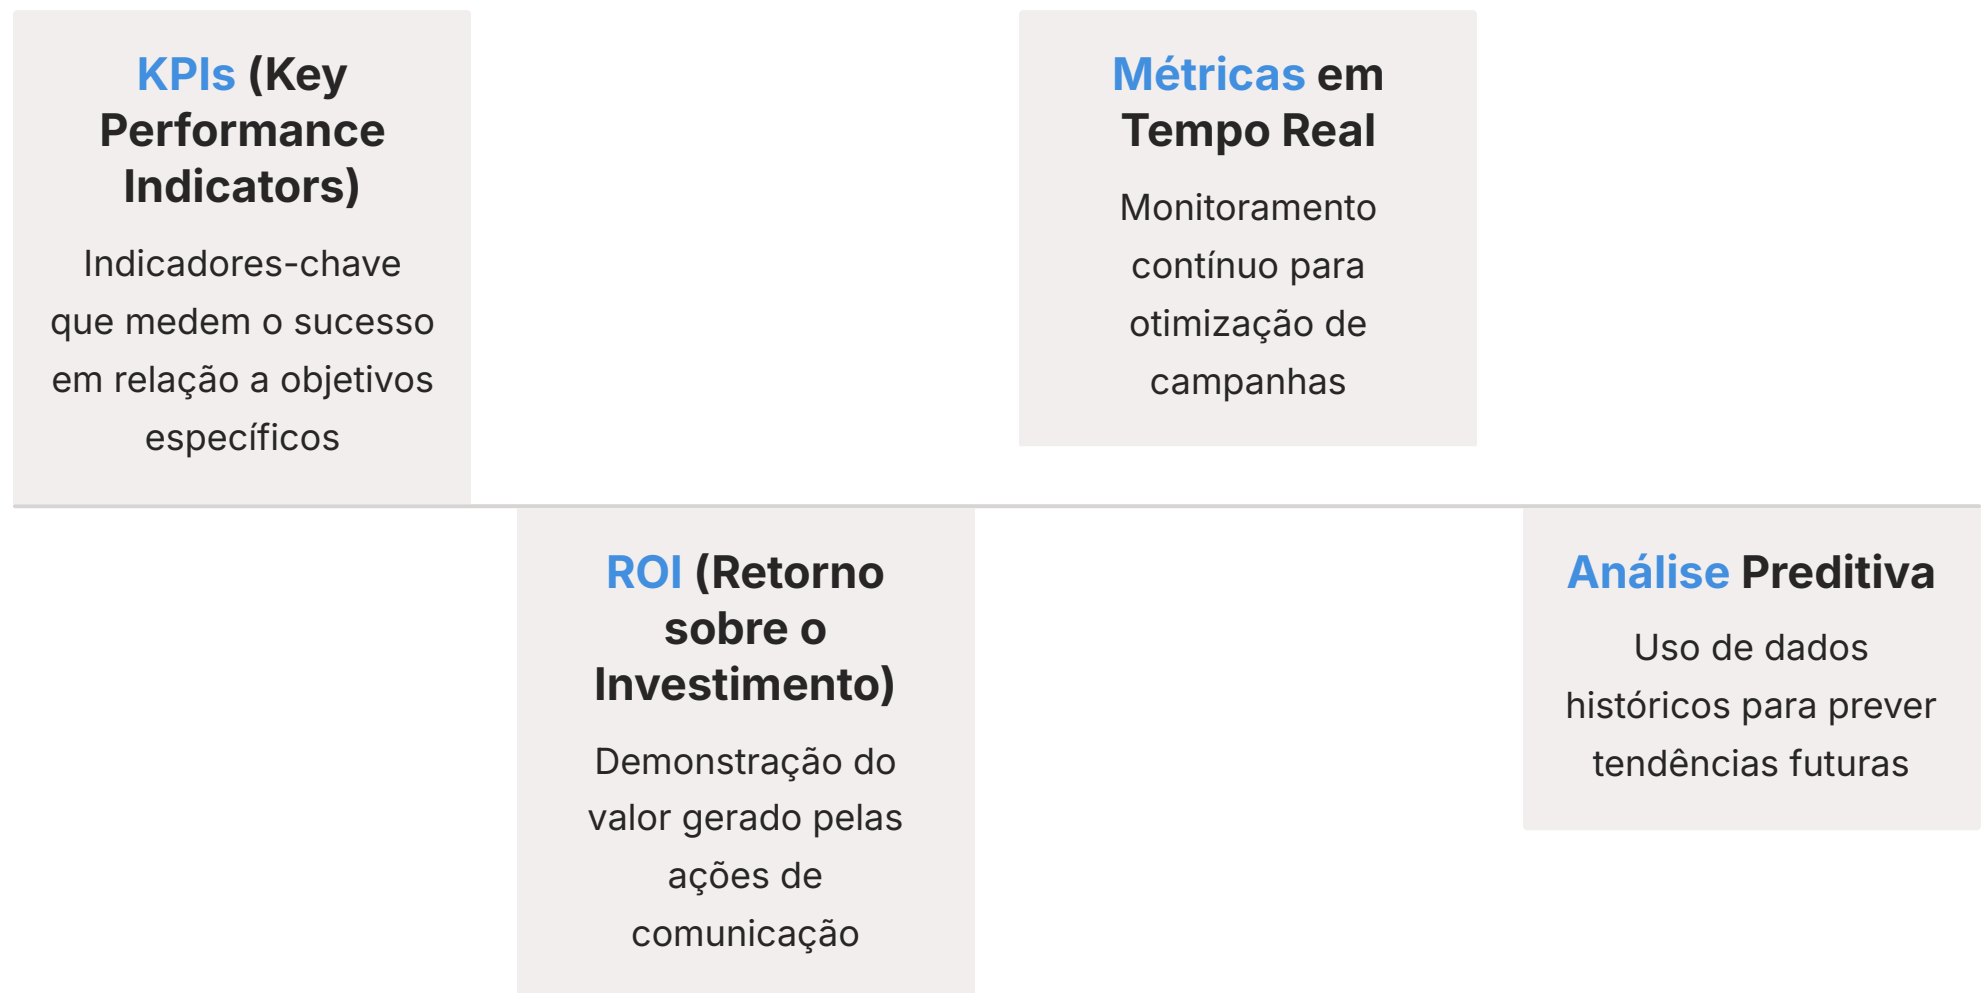 KPIs (Key
Performance
Indicators)
Indicadores-chave
que medem o sucesso
em relação a objetivos
específicos
ROI (Retorno
sobre o
Investimento)
Demonstração do
valor gerado pelas
ações de
comunicação
Métricas em
Tempo Real
Monitoramento
contínuo para
otimização de
campanhas
Análise Preditiva
Uso de dados
históricos para prever
tendências futuras